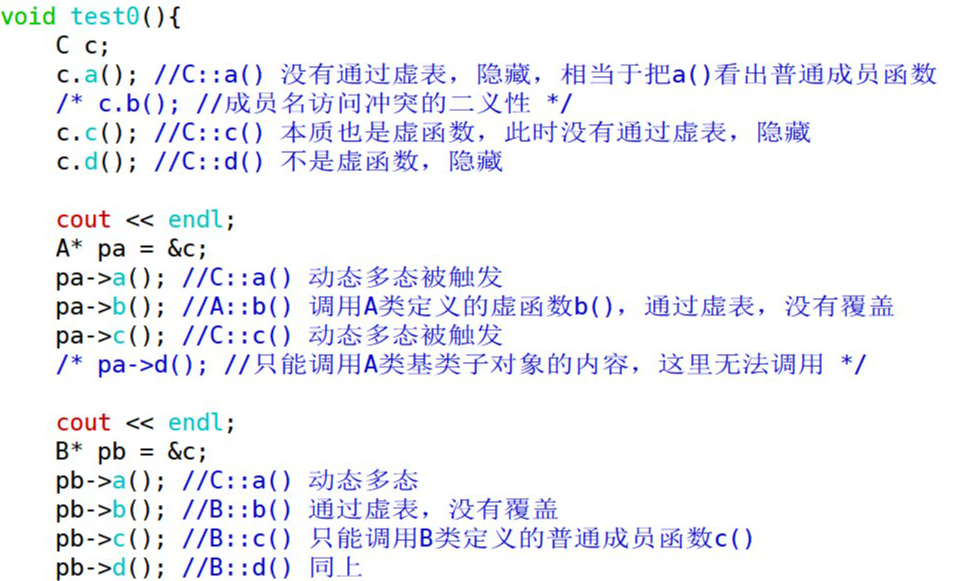 void test0(){
    C c;
    c.a(); //C::a() 没有通过虚表，隐藏，相当于把a()看出普通成员函数
    /* c.b(); //成员名访问冲突的二义性 */
    c.c(); //C::c() 本质也是虚函数，此时没有通过虚表，隐藏
    c.d(); //C::d() 不是虚函数，隐藏

    cout << endl;
    A* pa = &c;
    pa->a(); //C::a() 动态多态被触发
    pa->b(); //A::b() 调用A类定义的虚函数b()，通过虚表，没有覆盖
    pa->c(); //C::c() 动态多态被触发
    /* pa->d(); //只能调用A类基类子对象的内容，这里无法调用 */

    cout << endl;
    B* pb = &c;
    pb->a(); //C::a() 动态多态
    pb->b(); //B::b() 通过虚表，没有覆盖
    pb->c(); //B::c() 只能调用B类定义的普通成员函数c()
    pb->d(); //B::d() 同上